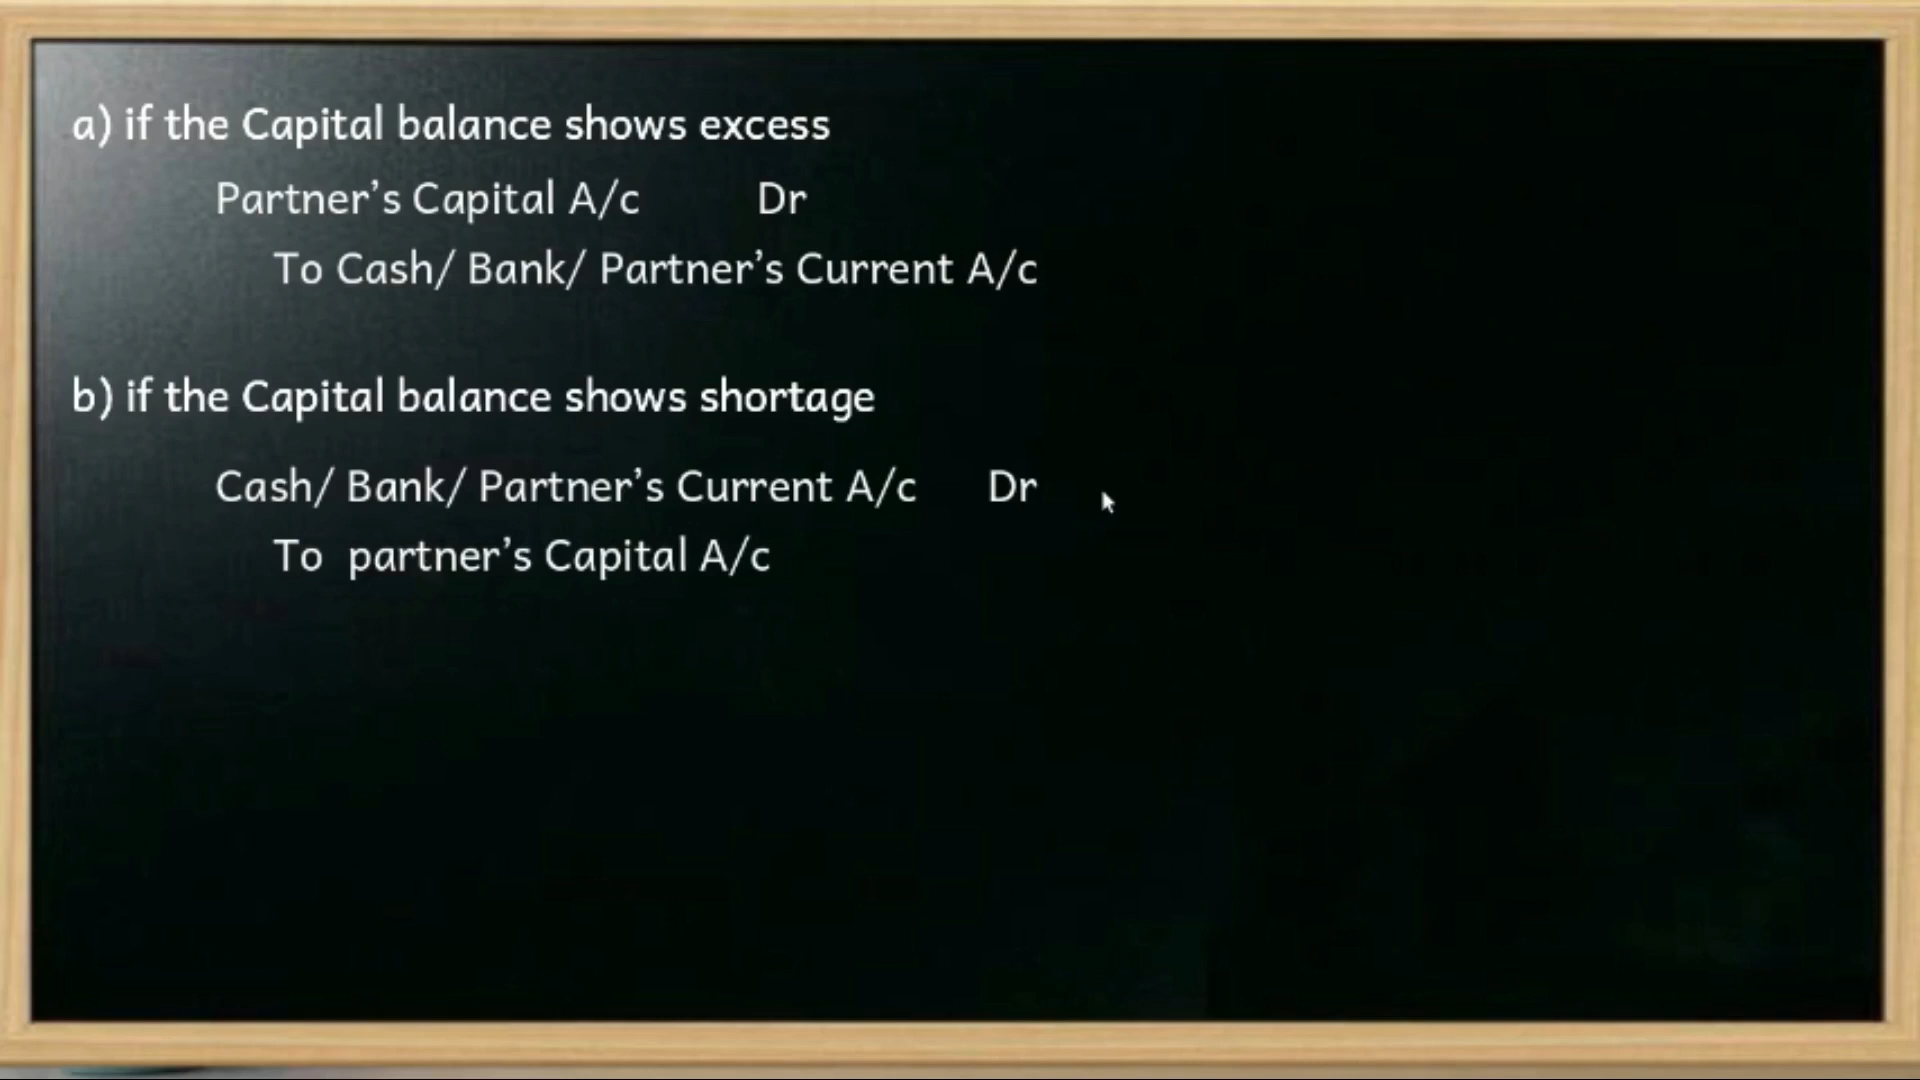 a) if the Capital balance shows excess
Partner’s Capital A/c Dr
To Cash/ Bank/ Partner’s Current A/c
b) if the Capital balance shows shortage
Cash/ Bank/ Partner’s Current A/c Dr
To partner’s Capital A/c